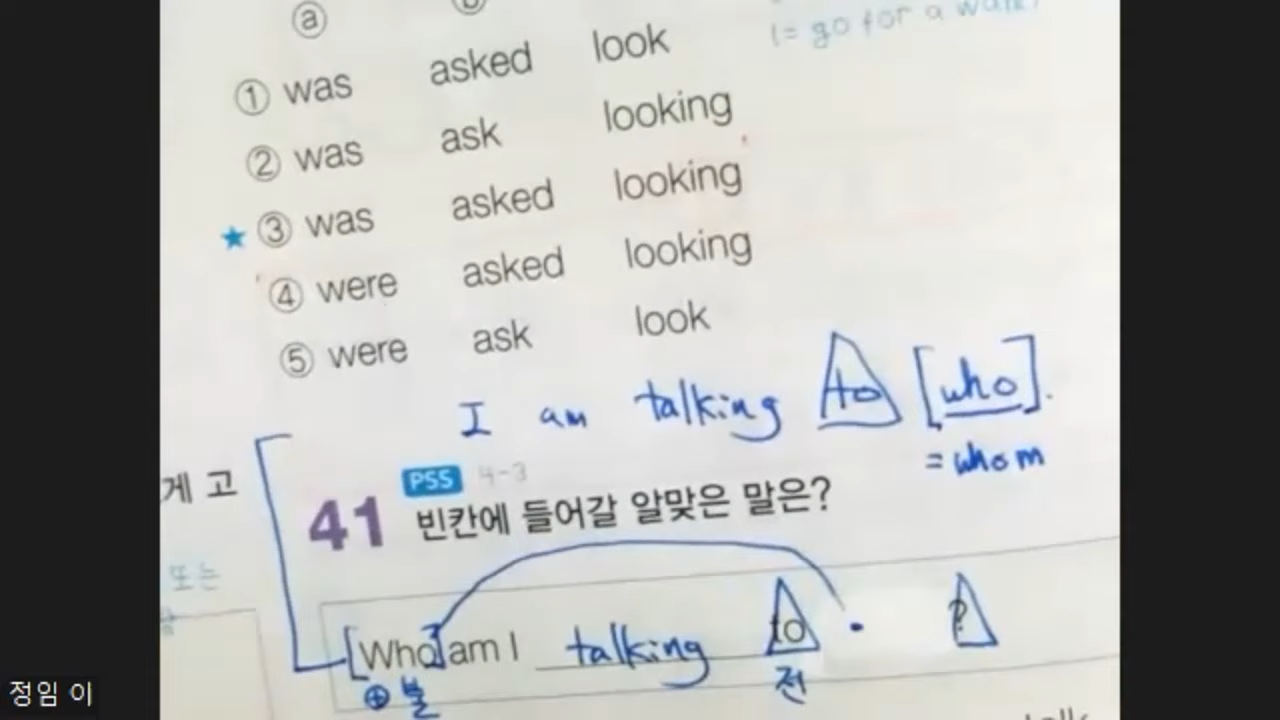 ⓐ ⓑ
(= go for a walk)
① was asked look
② was ask looking
★ ③ was asked looking
④ were asked looking
⑤ were ask look
I am talking to [who].
= whom
게 고
PSS 4-3
41 빈칸에 들어갈 알맞은 말은?
또는
[Who] am I talking to . ?
⊕ 불 전
정임 이